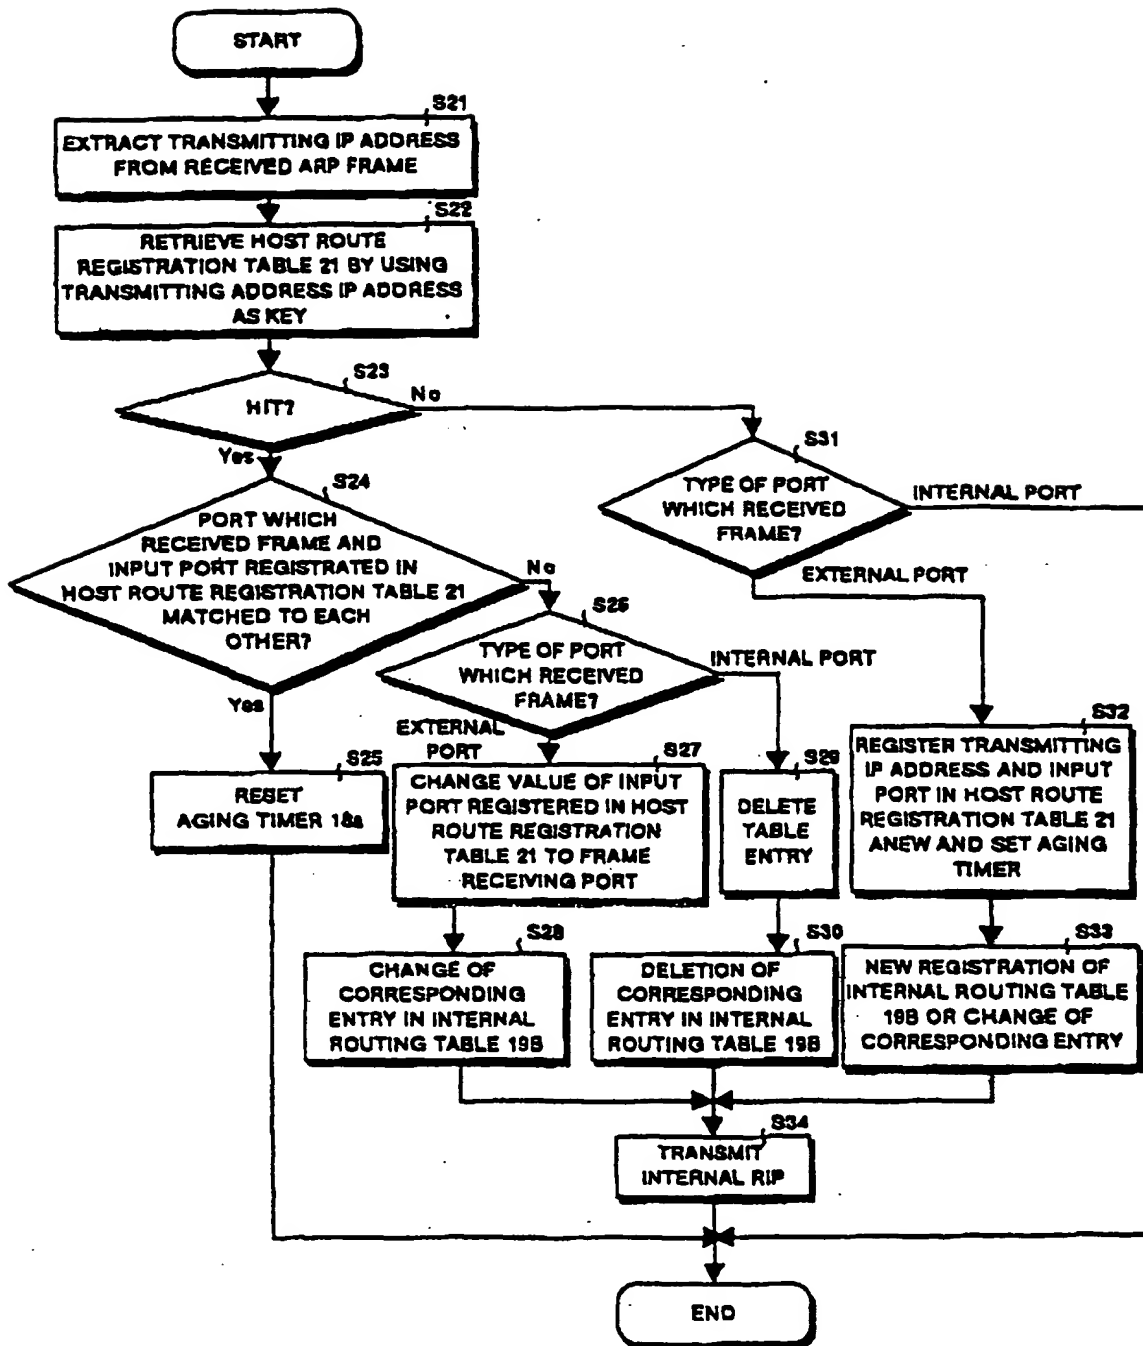 START
S21
EXTRACT TRANSMITTING IP ADDRESS
FROM RECEIVED ARP FRAME
S22
RETRIEVE HOST ROUTE
REGISTRATION TABLE 21 BY USING
TRANSMITTING ADDRESS IP ADDRESS
AS KEY
S23
HIT?
No
Yes
S24
PORT WHICH
RECEIVED FRAME AND
INPUT PORT REGISTRATED IN
HOST ROUTE REGISTRATION TABLE 21
MATCHED TO EACH
OTHER?
No
Yes
S31
TYPE OF PORT
WHICH RECEIVED
FRAME?
INTERNAL PORT
EXTERNAL PORT
S26
TYPE OF PORT
WHICH RECEIVED
FRAME?
INTERNAL PORT
EXTERNAL
PORT
S25
RESET
AGING TIMER 18a
S27
CHANGE VALUE OF INPUT
PORT REGISTERED IN HOST
ROUTE REGISTRATION
TABLE 21 TO FRAME
RECEIVING PORT
S29
DELETE
TABLE
ENTRY
S32
REGISTER TRANSMITTING
IP ADDRESS AND INPUT
PORT IN HOST ROUTE
REGISTRATION TABLE 21
ANEW AND SET AGING
TIMER
S28
CHANGE OF
CORRESPONDING
ENTRY IN INTERNAL
ROUTING TABLE 19B
S30
DELETION OF
CORRESPONDING
ENTRY IN INTERNAL
ROUTING TABLE 19B
S33
NEW REGISTRATION OF
INTERNAL ROUTING TABLE
19B OR CHANGE OF
CORRESPONDING ENTRY
S34
TRANSMIT
INTERNAL RIP
END